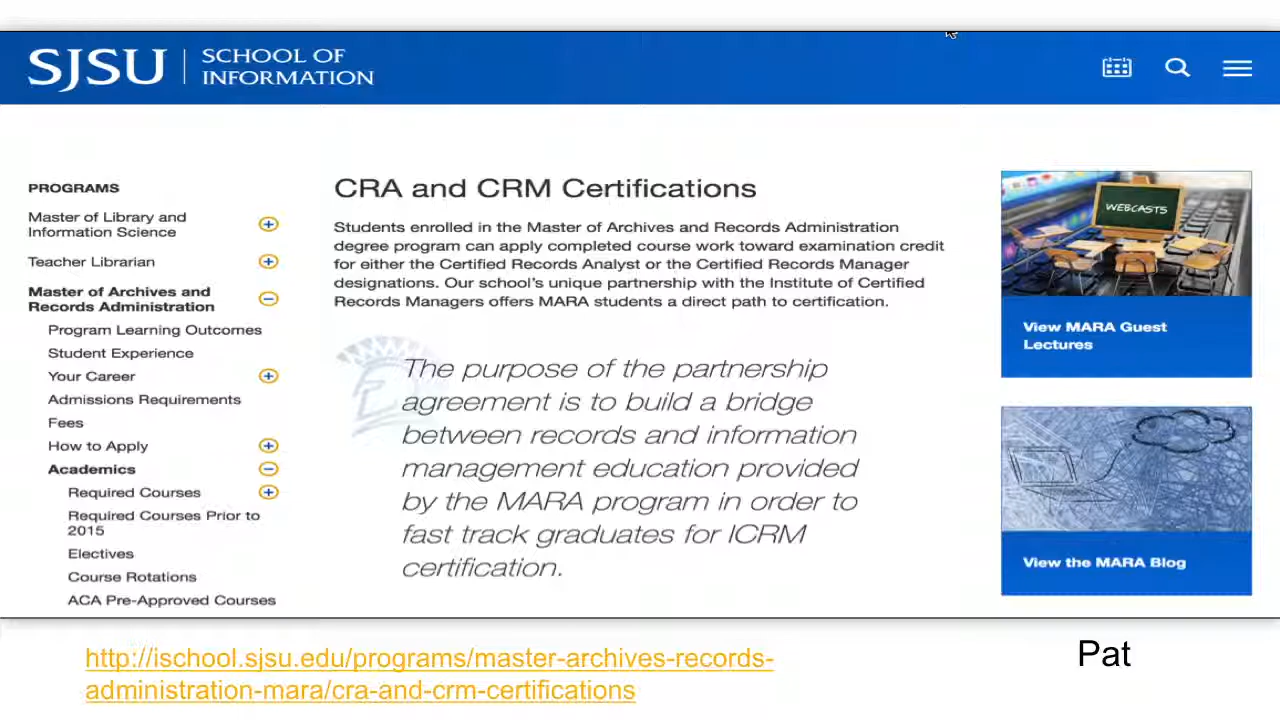 SJSU
SCHOOL OF
INFORMATION
PROGRAMS
Master of Library and
Information Science
Teacher Librarian
Master of Archives and
Records Administration
Program Learning Outcomes
Student Experience
Your Career
Admissions Requirements
Fees
How to Apply
Academics
Required Courses
Required Courses Prior to
2015
Electives
Course Rotations
ACA Pre-Approved Courses
CRA and CRM Certifications
Students enrolled in the Master of Archives and Records Administration
degree program can apply completed course work toward examination credit
for either the Certified Records Analyst or the Certified Records Manager
designations. Our school's unique partnership with the Institute of Certified
Records Managers offers MARA students a direct path to certification.
The purpose of the partnership
agreement is to build a bridge
between records and information
management education provided
by the MARA program in order to
fast track graduates for ICRM
certification.
WEBCASTS
View MARA Guest
Lectures
View the MARA Blog
http://ischool.sjsu.edu/programs/master-archives-records-
administration-mara/cra-and-crm-certifications
Pat